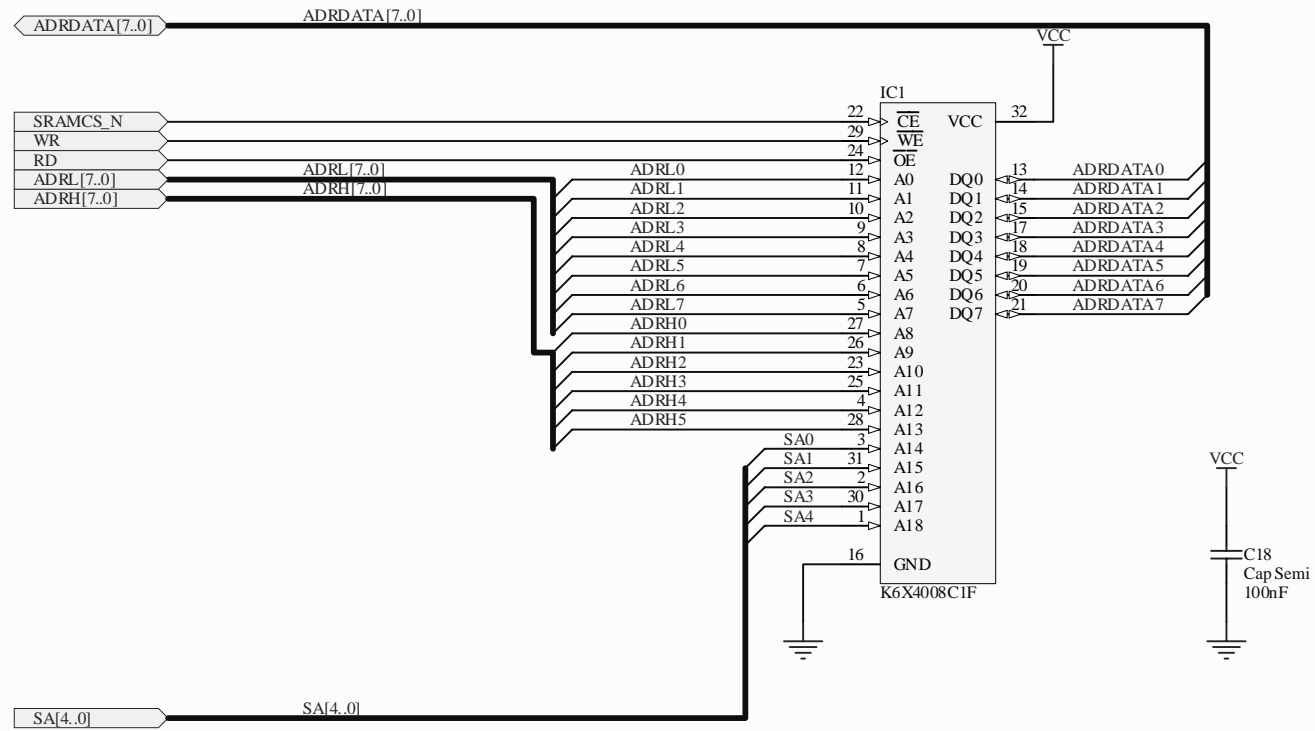 ADRDATA[7..0] ADRDATA[7..0]
VCC
IC1
SRAMCS_N 22 CE VCC 32
WR 29 WE
RD 24 OE
ADRL[7..0] ADRL[7..0] ADRL0 12 A0 DQ0 13 ADRDATA0
ADRH[7..0] ADRH[7..0] ADRL1 11 A1 DQ1 14 ADRDATA1
ADRL2 10 A2 DQ2 15 ADRDATA2
ADRL3 9 A3 DQ3 17 ADRDATA3
ADRL4 8 A4 DQ4 18 ADRDATA4
ADRL5 7 A5 DQ5 19 ADRDATA5
ADRL6 6 A6 DQ6 20 ADRDATA6
ADRL7 5 A7 DQ7 21 ADRDATA7
ADRH0 27 A8
ADRH1 26 A9
ADRH2 23 A10
ADRH3 25 A11
ADRH4 4 A12
ADRH5 28 A13
SA0 3 A14
SA1 31 A15
SA2 2 A16
SA3 30 A17
SA4 1 A18
VCC
16 GND
K6X4008C1F
C18
Cap Semi
100nF
SA[4..0] SA[4..0]